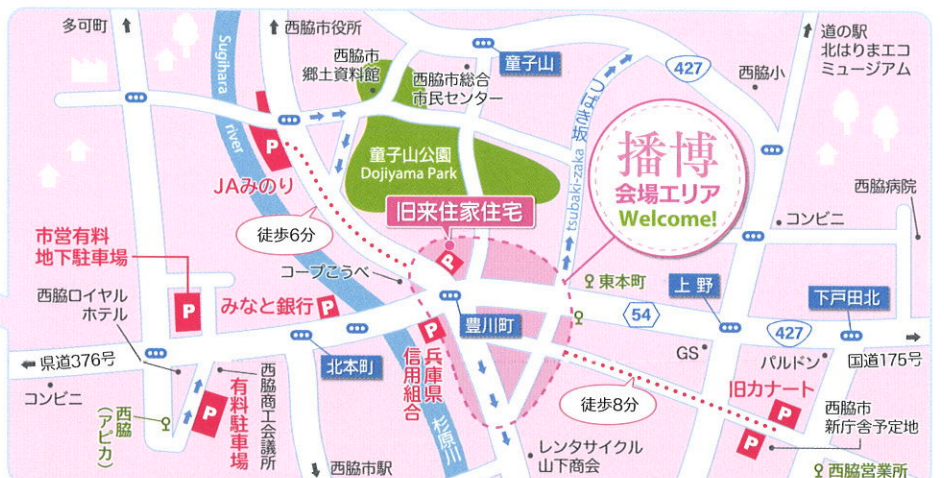 多可町
西脇市役所
Sugihara
river
西脇市
郷土資料館
西脇市総合
市民センター
童子山
427
西脇小
道の駅
北はりまエコ
ミュージアム
P
JAみのり
童子山公園
Dojiyama Park
つばき坂 tsubaki-zaka
播博
会場エリア
Welcome!
西脇病院
コンビニ
旧来住家住宅
P
徒歩6分
市営有料
地下駐車場
コープこうべ
西脇ロイヤル
ホテル
P
みなと銀行 P
東本町
上野
下戸田北
54
427
豊川町
P
兵庫県
信用組合
北本町
県道376号
コンビニ
GS
パルドン
国道175号
旧カナート
P
P
徒歩8分
西脇市
新庁舎予定地
西脇
(アピカ)
P
有料駐車場
西脇商工会議所
杉原川
西脇市駅
レンタサイクル
山下商会
西脇営業所